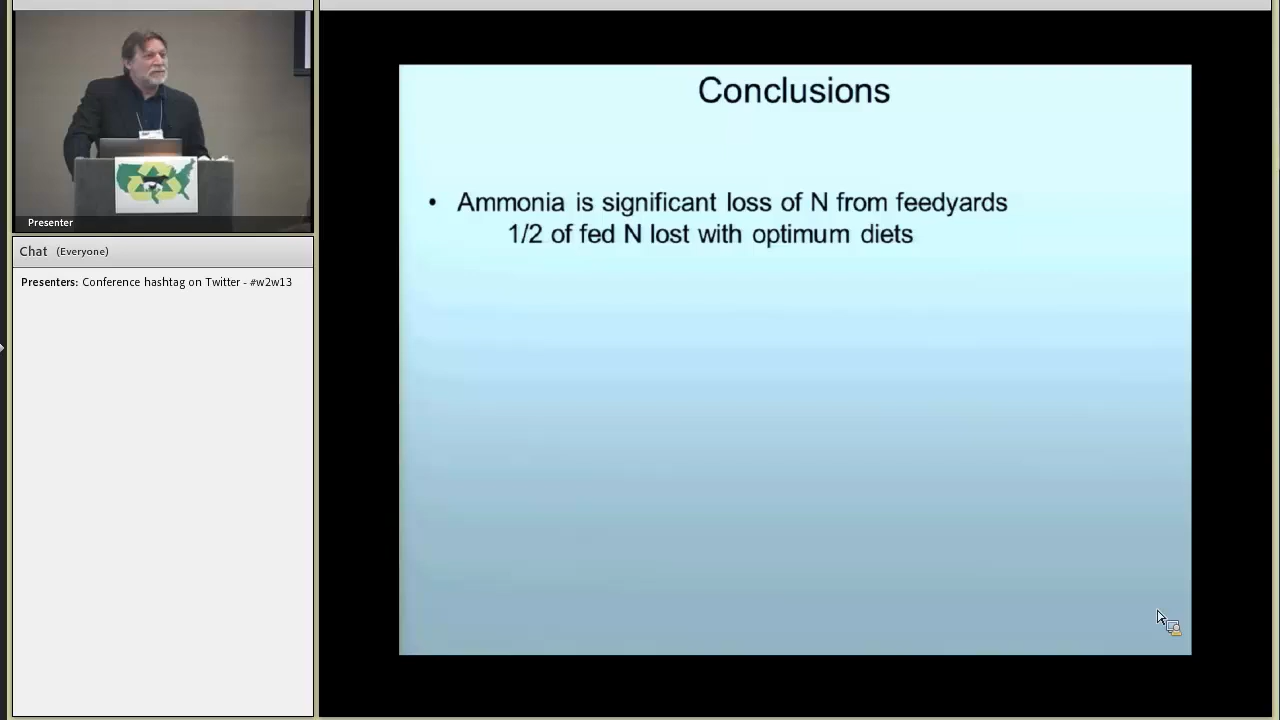 Presenter
Chat (Everyone)
Presenters: Conference hashtag on Twitter - #w2w13
Conclusions
• Ammonia is significant loss of N from feedyards
1/2 of fed N lost with optimum diets